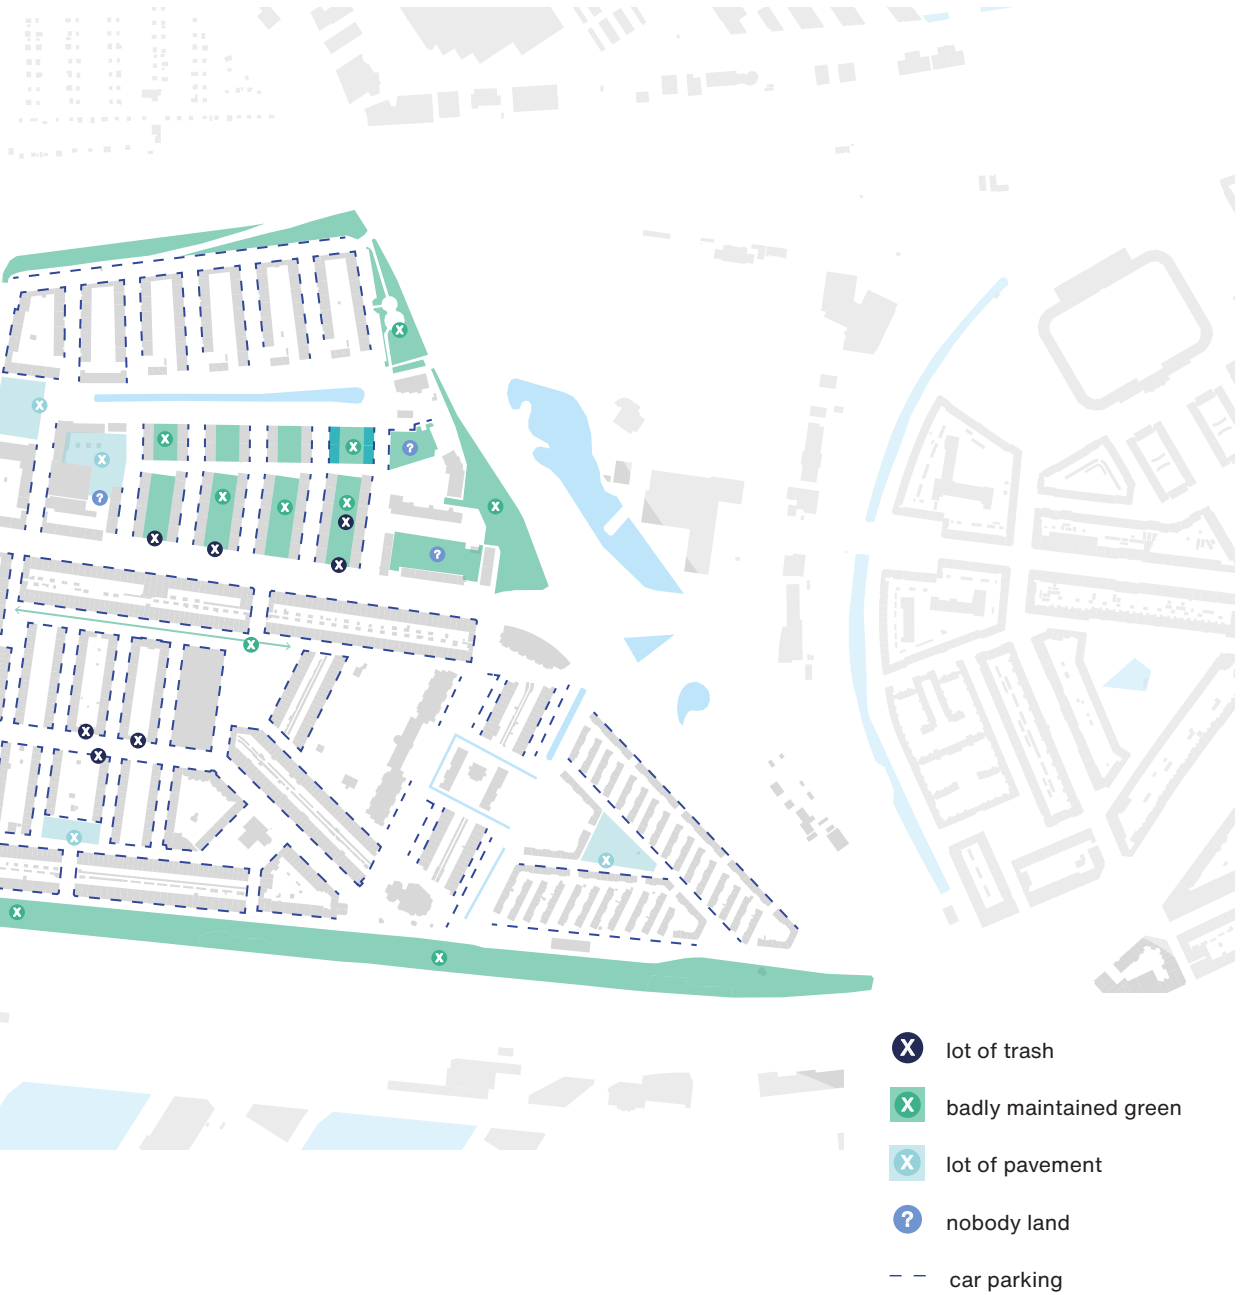 X
X
X
X
X
?
X
?
X
X
X
X
X
X
X
X
?
X
X
X
X
X
X
X
X
X
X lot of trash
X badly maintained green
X lot of pavement
? nobody land
car parking